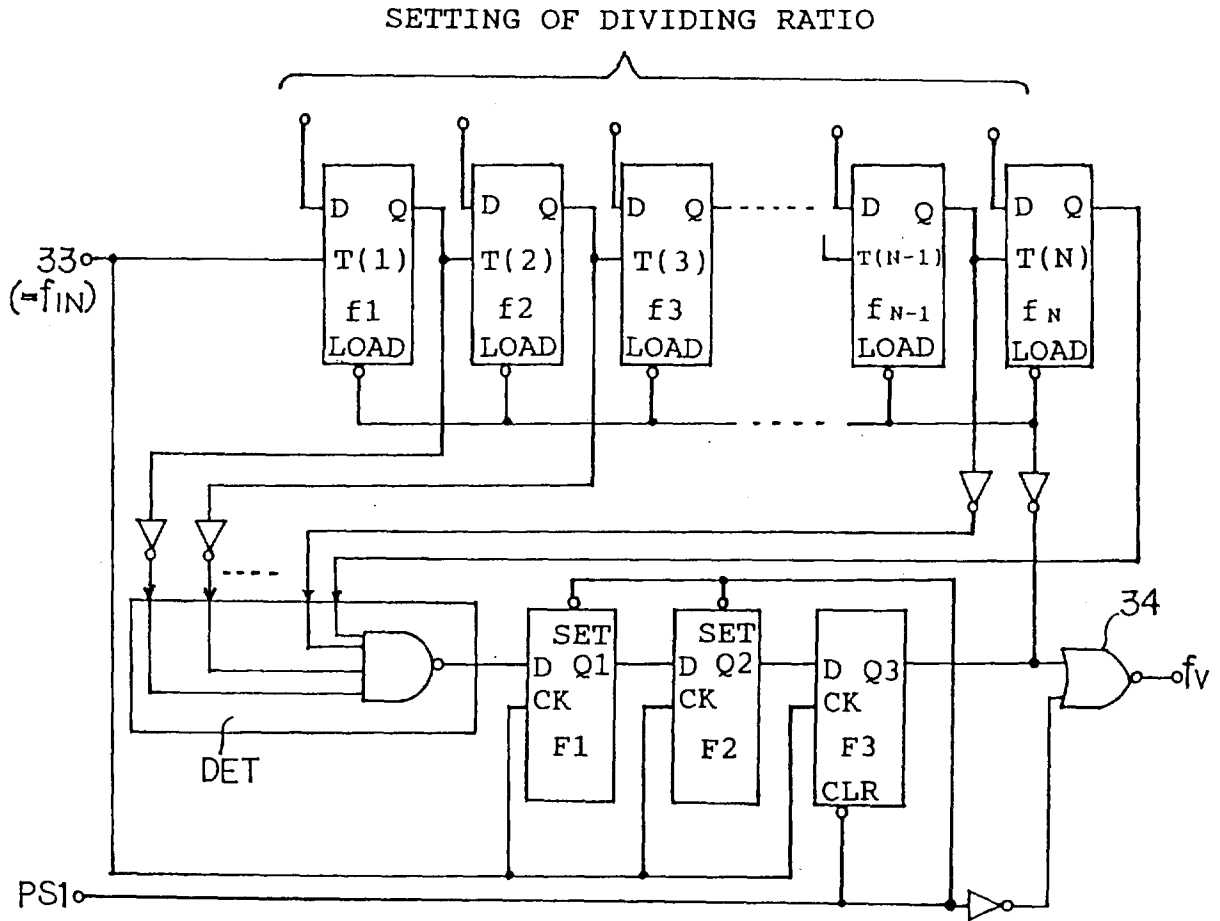 SETTING OF DIVIDING RATIO
D Q D Q D Q D Q D Q
33 T(1) T(2) T(3) T(N-1) T(N)
(=fIN)
f1 f2 f3 fN-1 fN
LOAD LOAD LOAD LOAD LOAD
34
SET SET
D Q1 D Q2 D Q3 fV
CK CK CK
F1 F2 F3
DET
CLR
PS1